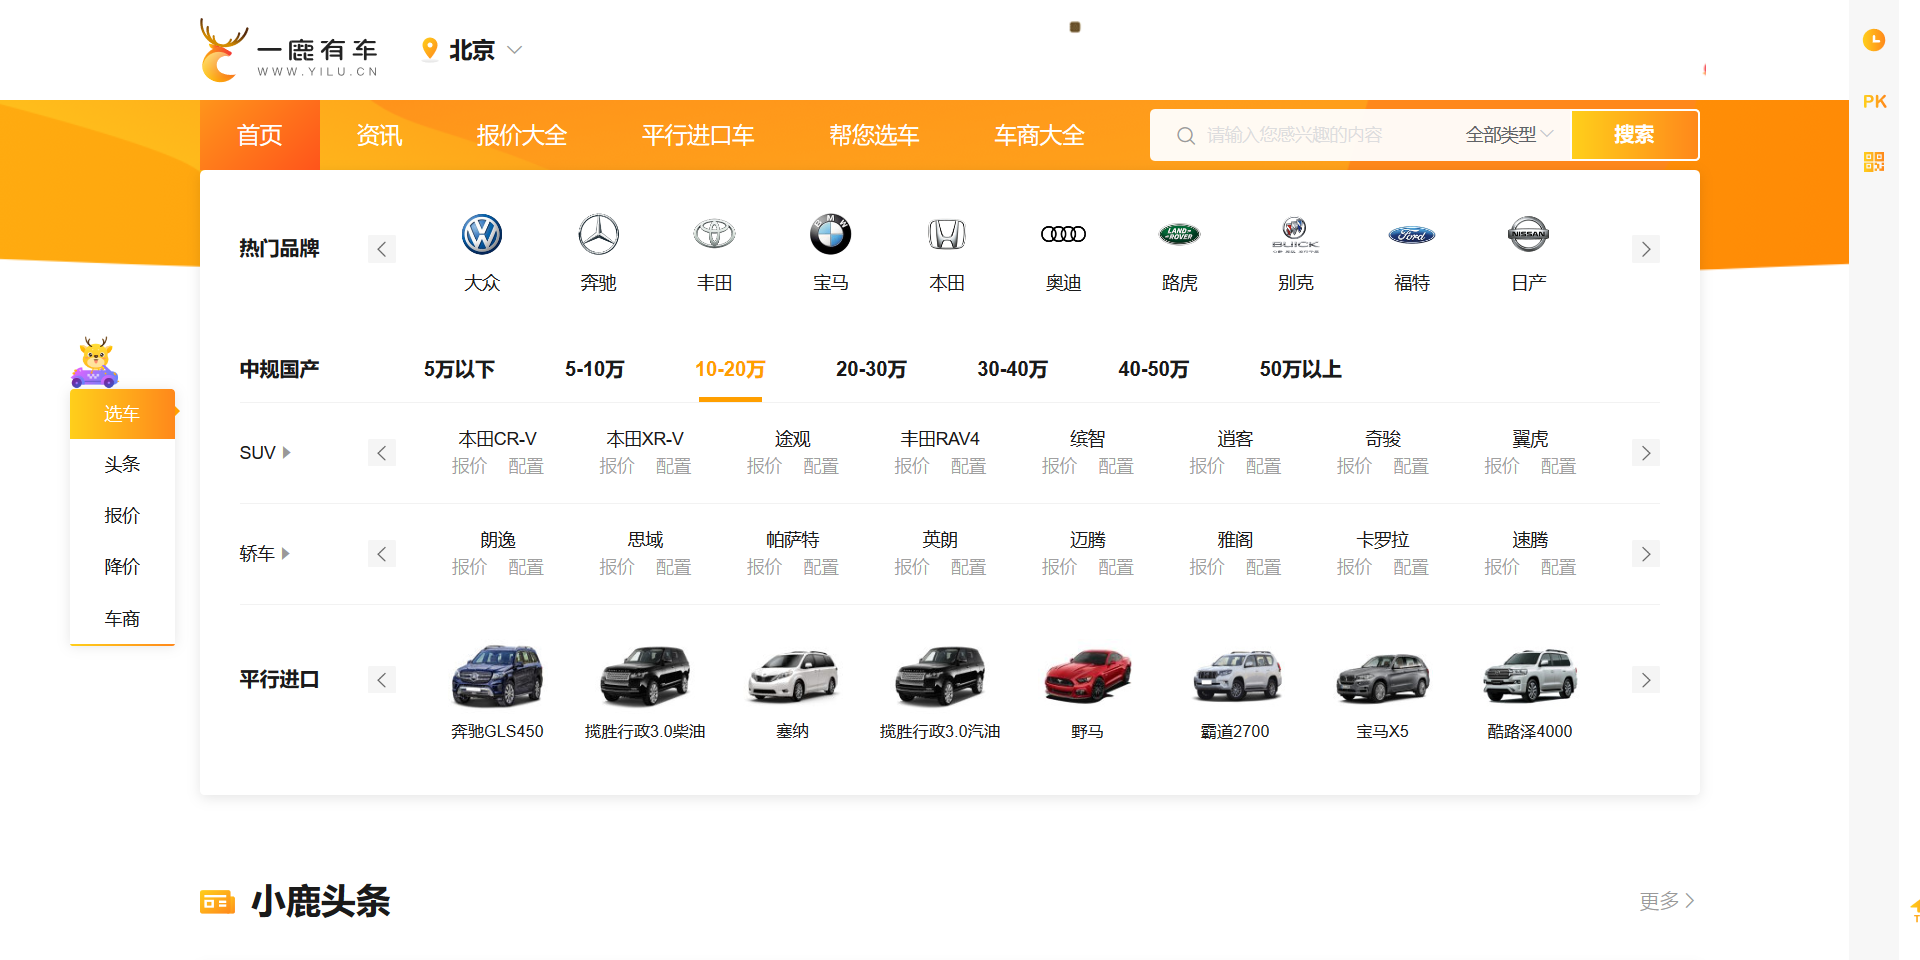 一鹿有车
WWW.YILU.CN
北京
PK
首页 资讯 报价大全 平行进口车 帮您选车 车商大全
请输入您感兴趣的内容 全部类型 搜索
热门品牌
大众 奔驰 丰田 宝马 本田 奥迪 路虎 别克 福特 日产
中规国产 5万以下 5-10万 10-20万 20-30万 30-40万 40-50万 50万以上
选车
头条
报价
降价
车商
SUV
本田CR-V 本田XR-V 途观 丰田RAV4 缤智 逍客 奇骏 翼虎
报价 配置 报价 配置 报价 配置 报价 配置 报价 配置 报价 配置 报价 配置 报价 配置
轿车
朗逸 思域 帕萨特 英朗 迈腾 雅阁 卡罗拉 速腾
报价 配置 报价 配置 报价 配置 报价 配置 报价 配置 报价 配置 报价 配置 报价 配置
平行进口
奔驰GLS450 揽胜行政3.0柴油 塞纳 揽胜行政3.0汽油 野马 霸道2700 宝马X5 酷路泽4000
小鹿头条 更多